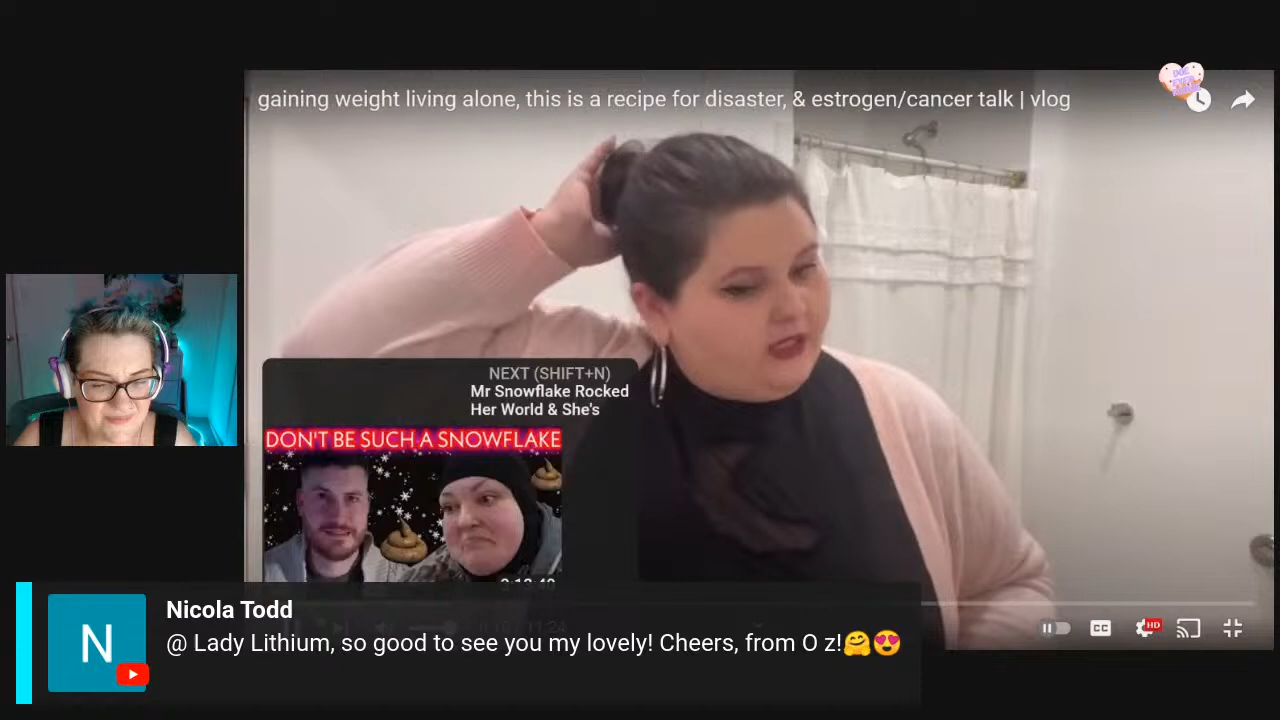 gaining weight living alone, this is a recipe for disaster, & estrogen/cancer talk | vlog
NEXT (SHIFT+N)
Mr Snowflake Rocked
Her World & She's
DON'T BE SUCH A SNOWFLAKE
N
Nicola Todd
@ Lady Lithium, so good to see you my lovely! Cheers, from O z!🤗😍
CC
HD